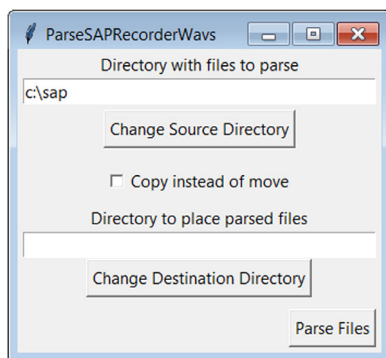 ParseSAPRecorderWavs
Directory with files to parse
c:\sap
Change Source Directory
Copy instead of move
Directory to place parsed files
Change Destination Directory
Parse Files